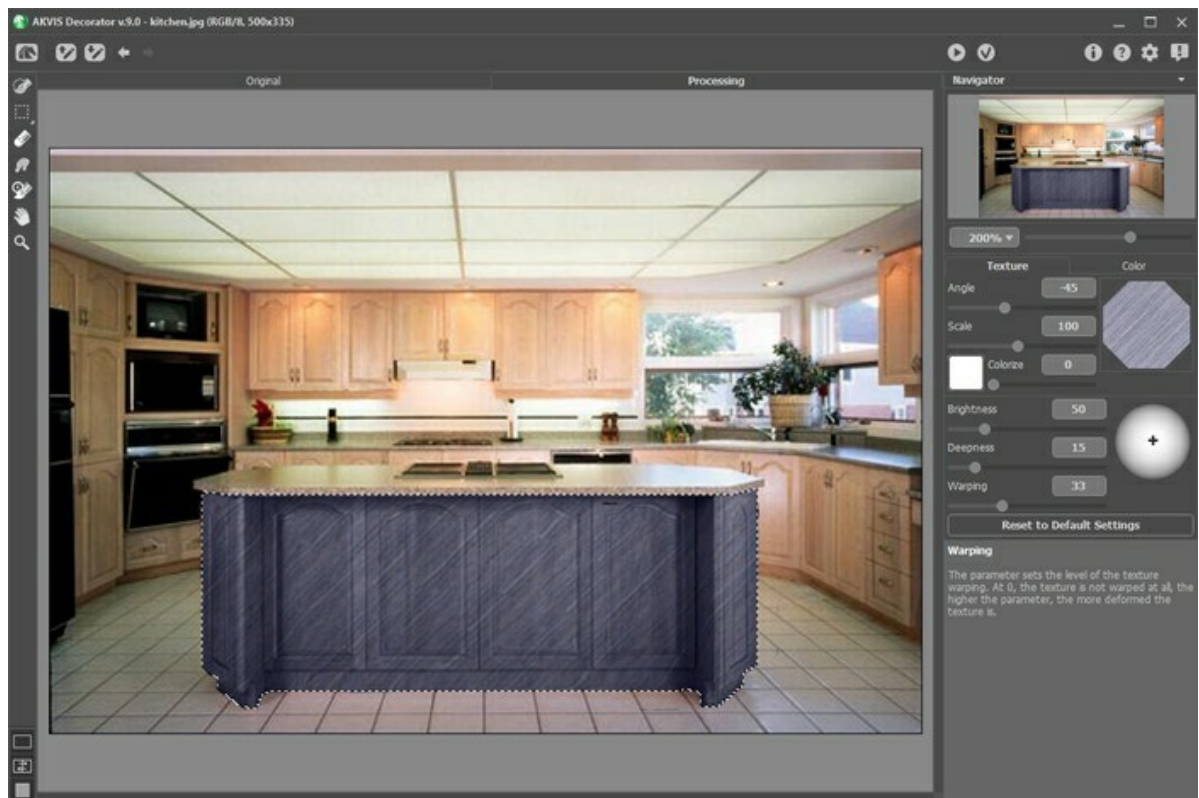 AKVIS Decorator v.9.0 - kitchen.jpg (RGB/8, 500x335)
Original
Processing
Navigator
200%
Texture
Color
Angle
-45
Scale
100
Colorize
0
Brightness
50
Deepness
15
Warping
33
Reset to Default Settings
Warping
The parameter sets the level of the texture
warping. At 0, the texture is not warped at all, the
higher the parameter, the more deformed the
texture is.